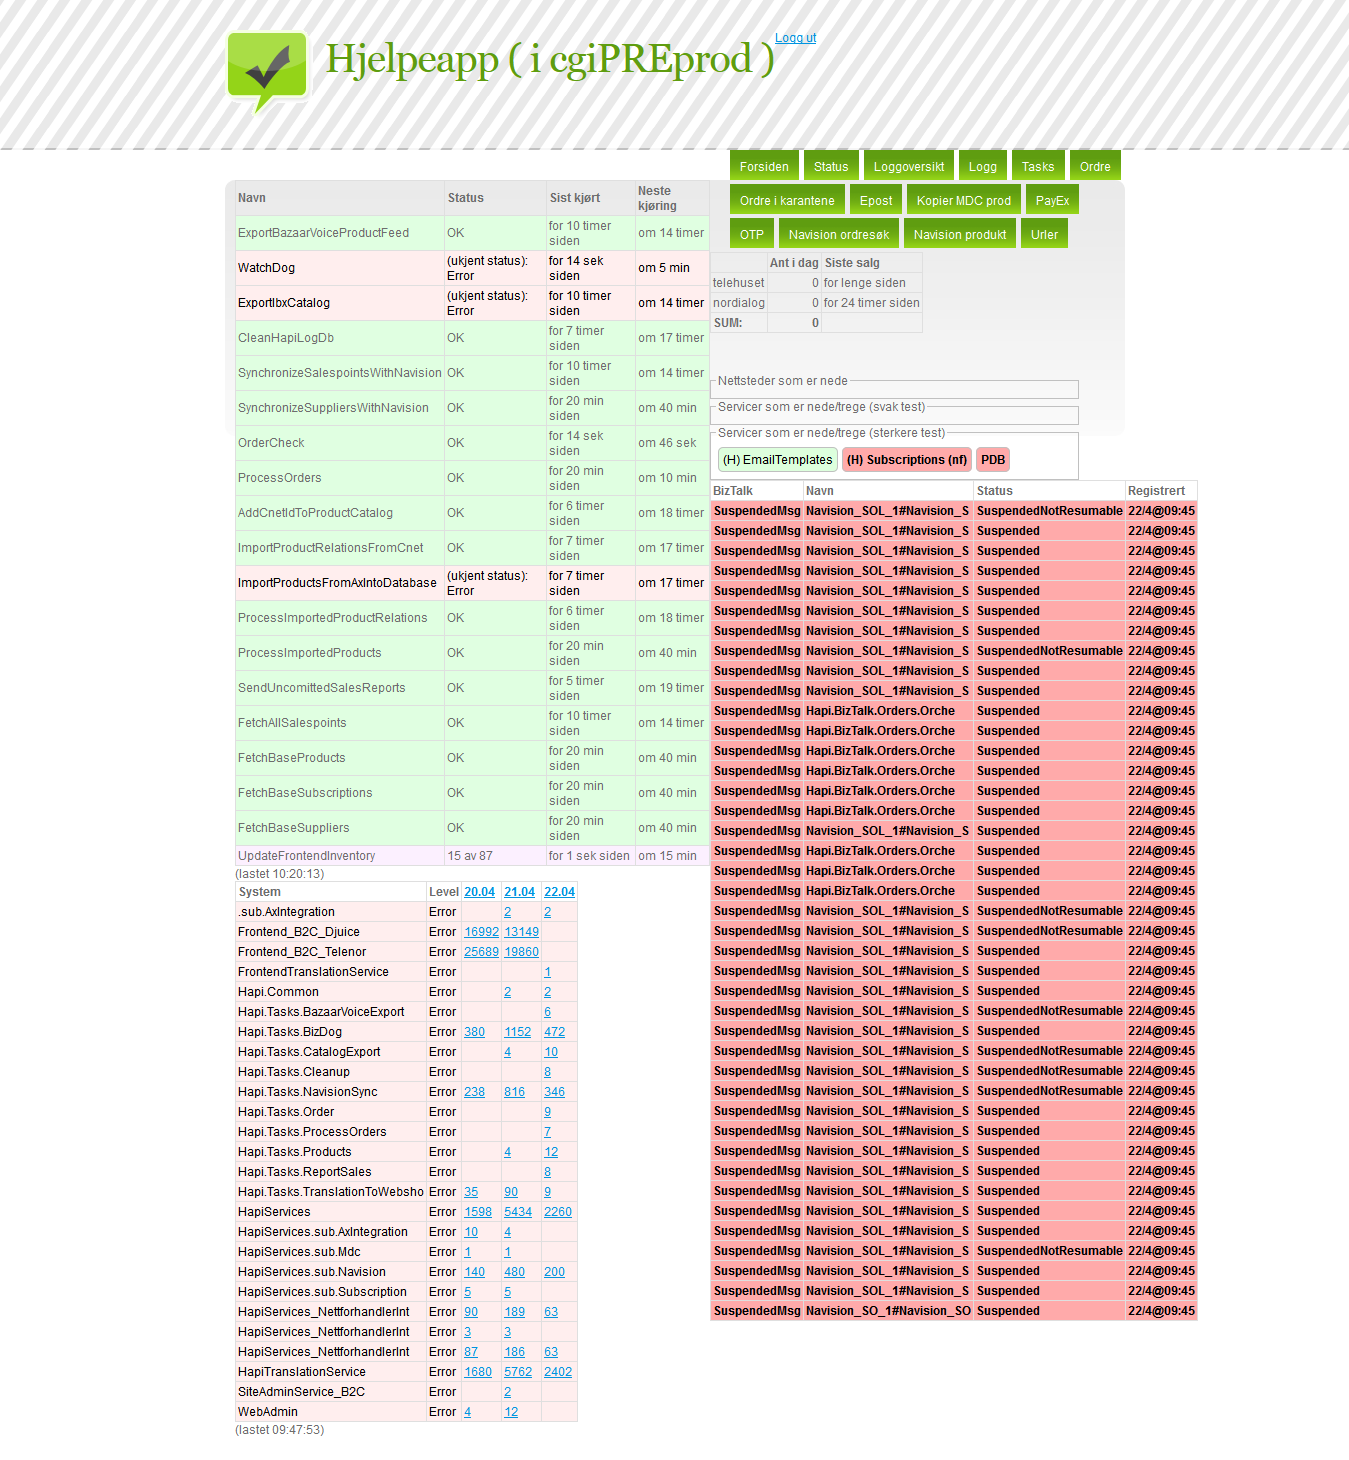 Hjelpeapp ( i cgiPREprod )
Logg ut
Forsiden Status Loggoversikt Logg Tasks Ordre
Ordre i karantene Epost Kopier MDC prod PayEx
OTP Navision ordresøk Navision produkt Urler
Navn Status Sist kjørt Neste kjøring
ExportBazaarVoiceProductFeed OK for 10 timer siden om 14 timer
WatchDog (ukjent status): Error for 14 sek siden om 5 min
ExportIbxCatalog (ukjent status): Error for 10 timer siden om 14 timer
CleanHapiLogDb OK for 7 timer siden om 17 timer
SynchronizeSalespointsWithNavision OK for 10 timer siden om 14 timer
SynchronizeSuppliersWithNavision OK for 20 min siden om 40 min
OrderCheck OK for 14 sek siden om 46 sek
ProcessOrders OK for 20 min siden om 10 min
AddCnetIdToProductCatalog OK for 6 timer siden om 18 timer
ImportProductRelationsFromCnet OK for 7 timer siden om 17 timer
ImportProductsFromAxIntoDatabase (ukjent status): Error for 7 timer siden om 17 timer
ProcessImportedProductRelations OK for 6 timer siden om 18 timer
ProcessImportedProducts OK for 20 min siden om 40 min
SendUncomittedSalesReports OK for 5 timer siden om 19 timer
FetchAllSalespoints OK for 10 timer siden om 14 timer
FetchBaseProducts OK for 20 min siden om 40 min
FetchBaseSubscriptions OK for 20 min siden om 40 min
FetchBaseSuppliers OK for 20 min siden om 40 min
UpdateFrontendInventory 15 av 87 for 1 sek siden om 15 min
(lastet 10:20:13)
System Level 20.04 21.04 22.04
.sub.AxIntegration Error 2 2
Frontend_B2C_Djuice Error 16992 13149
Frontend_B2C_Telenor Error 25689 19860
FrontendTranslationService Error 1
Hapi.Common Error 2 2
Hapi.Tasks.BazaarVoiceExport Error 6
Hapi.Tasks.BizDog Error 380 1152 472
Hapi.Tasks.CatalogExport Error 4 10
Hapi.Tasks.Cleanup Error 8
Hapi.Tasks.NavisionSync Error 238 816 346
Hapi.Tasks.Order Error 9
Hapi.Tasks.ProcessOrders Error 7
Hapi.Tasks.Products Error 4 12
Hapi.Tasks.ReportSales Error 8
Hapi.Tasks.TranslationToWebsho Error 35 90 9
HapiServices Error 1598 5434 2260
HapiServices.sub.AxIntegration Error 10 4
HapiServices.sub.Mdc Error 1 1
HapiServices.sub.Navision Error 140 480 200
HapiServices.sub.Subscription Error 5 5
HapiServices_NettforhandlerInt Error 90 189 63
HapiServices_NettforhandlerInt Error 3 3
HapiServices_NettforhandlerInt Error 87 186 63
HapiTranslationService Error 1680 5762 2402
SiteAdminService_B2C Error 2
WebAdmin Error 4 12
(lastet 09:47:53)
Ant i dag Siste salg
telehuset 0 for lenge siden
nordialog 0 for 24 timer siden
SUM: 0
Nettsteder som er nede
Servicer som er nede/trege (svak test)
Servicer som er nede/trege (sterkere test)
(H) EmailTemplates (H) Subscriptions (nf) PDB
BizTalk Navn Status Registrert
SuspendedMsg Navision_SOL_1#Navision_S SuspendedNotResumable 22/4@09:45
SuspendedMsg Navision_SOL_1#Navision_S Suspended 22/4@09:45
SuspendedMsg Navision_SOL_1#Navision_S Suspended 22/4@09:45
SuspendedMsg Navision_SOL_1#Navision_S Suspended 22/4@09:45
SuspendedMsg Navision_SOL_1#Navision_S Suspended 22/4@09:45
SuspendedMsg Navision_SOL_1#Navision_S Suspended 22/4@09:45
SuspendedMsg Navision_SOL_1#Navision_S Suspended 22/4@09:45
SuspendedMsg Navision_SOL_1#Navision_S SuspendedNotResumable 22/4@09:45
SuspendedMsg Navision_SOL_1#Navision_S Suspended 22/4@09:45
SuspendedMsg Navision_SOL_1#Navision_S Suspended 22/4@09:45
SuspendedMsg Hapi.BizTalk.Orders.Orche Suspended 22/4@09:45
SuspendedMsg Hapi.BizTalk.Orders.Orche Suspended 22/4@09:45
SuspendedMsg Hapi.BizTalk.Orders.Orche Suspended 22/4@09:45
SuspendedMsg Hapi.BizTalk.Orders.Orche Suspended 22/4@09:45
SuspendedMsg Hapi.BizTalk.Orders.Orche Suspended 22/4@09:45
SuspendedMsg Hapi.BizTalk.Orders.Orche Suspended 22/4@09:45
SuspendedMsg Navision_SOL_1#Navision_S Suspended 22/4@09:45
SuspendedMsg Hapi.BizTalk.Orders.Orche Suspended 22/4@09:45
SuspendedMsg Hapi.BizTalk.Orders.Orche Suspended 22/4@09:45
SuspendedMsg Hapi.BizTalk.Orders.Orche Suspended 22/4@09:45
SuspendedMsg Navision_SOL_1#Navision_S SuspendedNotResumable 22/4@09:45
SuspendedMsg Navision_SOL_1#Navision_S SuspendedNotResumable 22/4@09:45
SuspendedMsg Navision_SOL_1#Navision_S Suspended 22/4@09:45
SuspendedMsg Navision_SOL_1#Navision_S Suspended 22/4@09:45
SuspendedMsg Navision_SOL_1#Navision_S Suspended 22/4@09:45
SuspendedMsg Navision_SOL_1#Navision_S SuspendedNotResumable 22/4@09:45
SuspendedMsg Navision_SOL_1#Navision_S Suspended 22/4@09:45
SuspendedMsg Navision_SOL_1#Navision_S SuspendedNotResumable 22/4@09:45
SuspendedMsg Navision_SOL_1#Navision_S SuspendedNotResumable 22/4@09:45
SuspendedMsg Navision_SOL_1#Navision_S SuspendedNotResumable 22/4@09:45
SuspendedMsg Navision_SOL_1#Navision_S Suspended 22/4@09:45
SuspendedMsg Navision_SOL_1#Navision_S Suspended 22/4@09:45
SuspendedMsg Navision_SOL_1#Navision_S Suspended 22/4@09:45
SuspendedMsg Navision_SOL_1#Navision_S Suspended 22/4@09:45
SuspendedMsg Navision_SOL_1#Navision_S Suspended 22/4@09:45
SuspendedMsg Navision_SOL_1#Navision_S Suspended 22/4@09:45
SuspendedMsg Navision_SOL_1#Navision_S Suspended 22/4@09:45
SuspendedMsg Navision_SOL_1#Navision_S SuspendedNotResumable 22/4@09:45
SuspendedMsg Navision_SOL_1#Navision_S Suspended 22/4@09:45
SuspendedMsg Navision_SOL_1#Navision_S Suspended 22/4@09:45
SuspendedMsg Navision_SO_1#Navision_SO Suspended 22/4@09:45